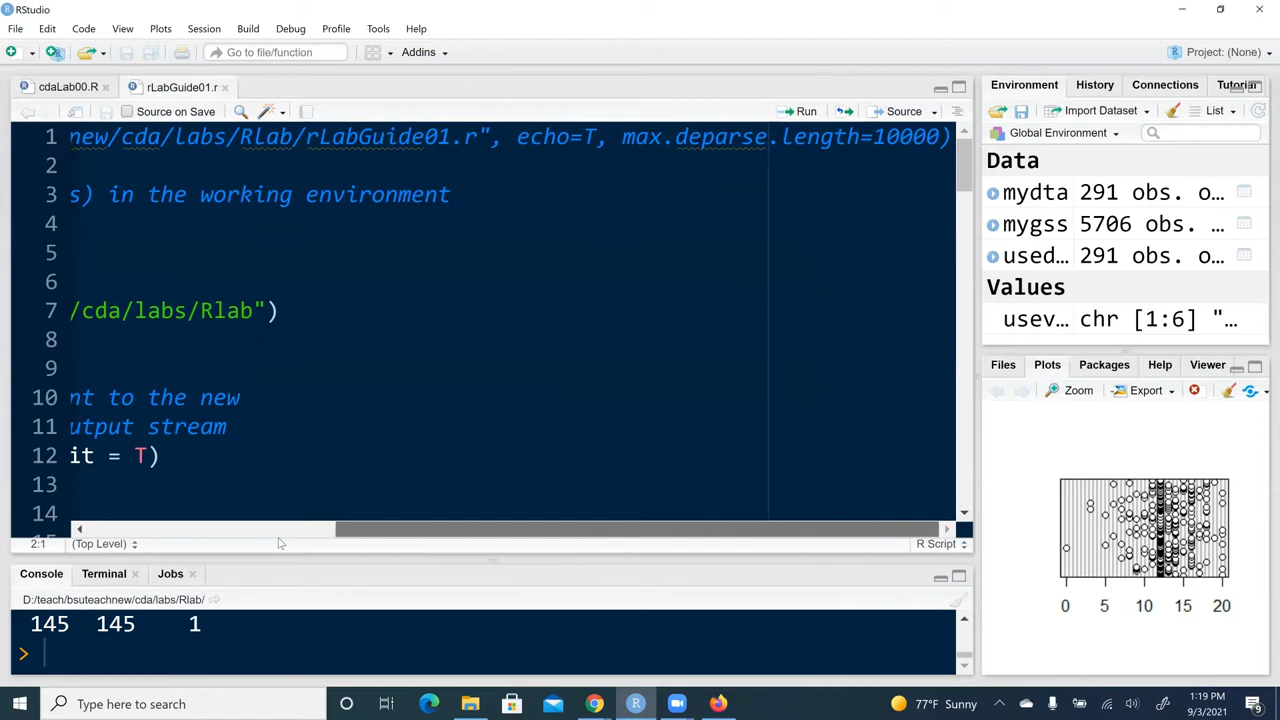 RStudio
File Edit Code View Plots Session Build Debug Profile Tools Help
Go to file/function Addins Project: (None)
cdaLab00.R rLabGuide01.r
Source on Save Run Source
1 new/cda/labs/Rlab/rLabGuide01.r", echo=T, max.deparse.length=10000)
2
3 s) in the working environment
4
5
6
7 /cda/labs/Rlab")
8
9
10 nt to the new
11 utput stream
12 it = T)
13
14
2:1 (Top Level) R Script
Console Terminal Jobs
D:/teach/bsuteachnew/cda/labs/Rlab/
145 145 1
>
Environment History Connections Tutorial
Import Dataset List
Global Environment
Data
mydta 291 obs. o…
mygss 5706 obs. …
used… 291 obs. o…
Values
usev… chr [1:6] "…
Files Plots Packages Help Viewer
Zoom Export
0 5 10 15 20
Type here to search
77°F Sunny
1:19 PM
9/3/2021